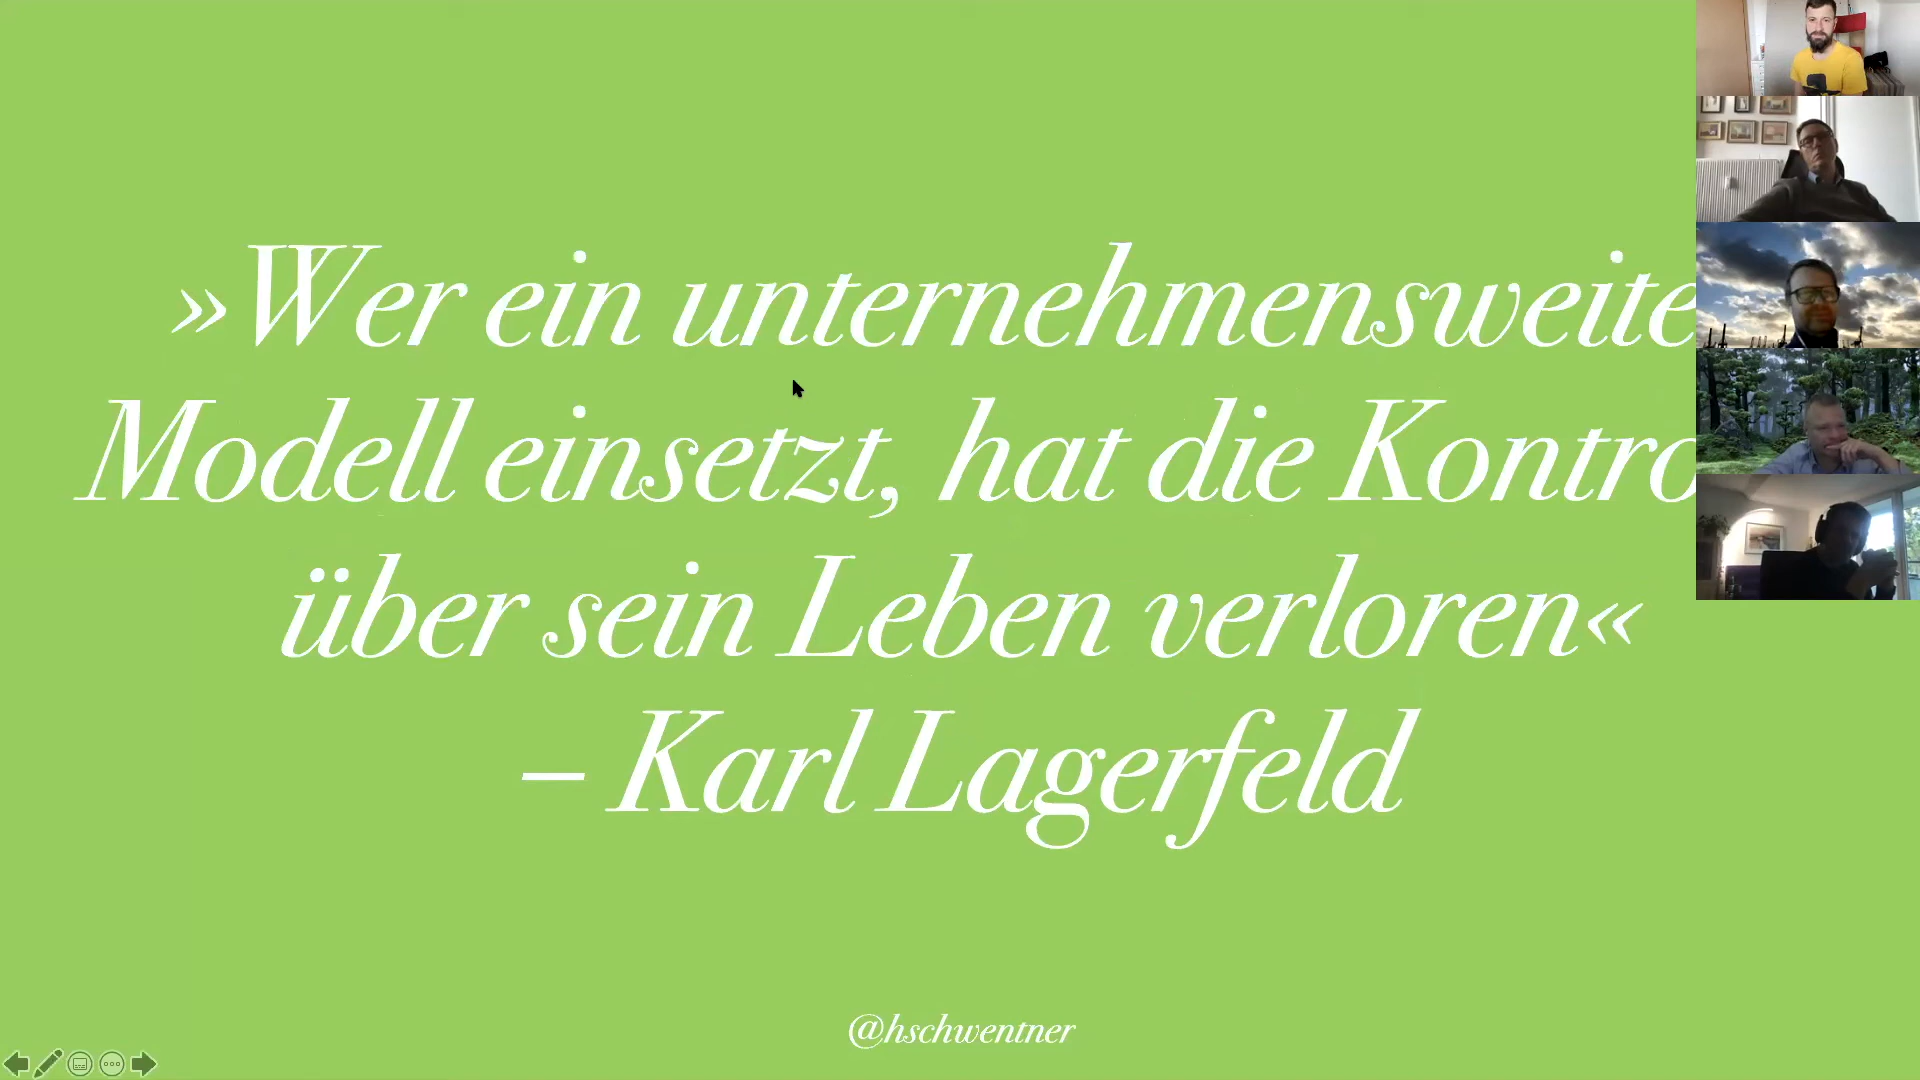 »Wer ein unternehmensweite
Modell einsetzt, hat die Kontro
über sein Leben verloren«
– Karl Lagerfeld
@hschwentner